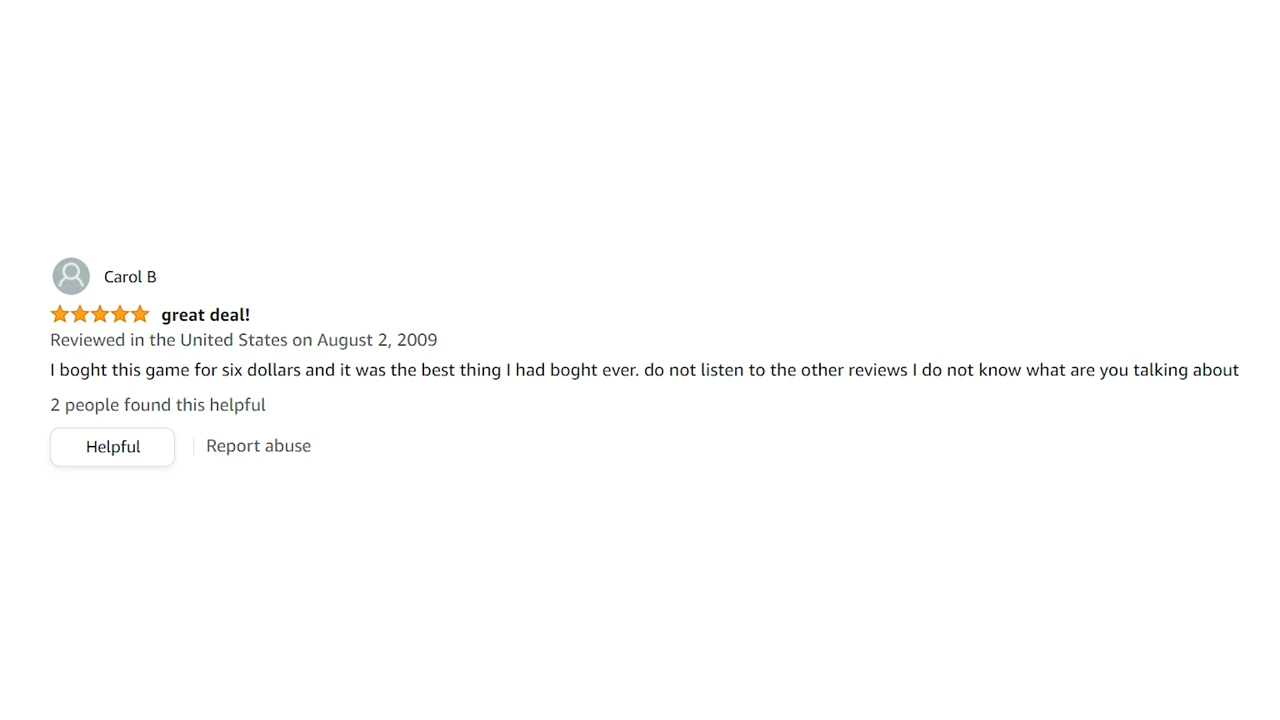 Carol B
great deal!
Reviewed in the United States on August 2, 2009
I boght this game for six dollars and it was the best thing I had boght ever. do not listen to the other reviews I do not know what are you talking about
2 people found this helpful
Helpful
Report abuse